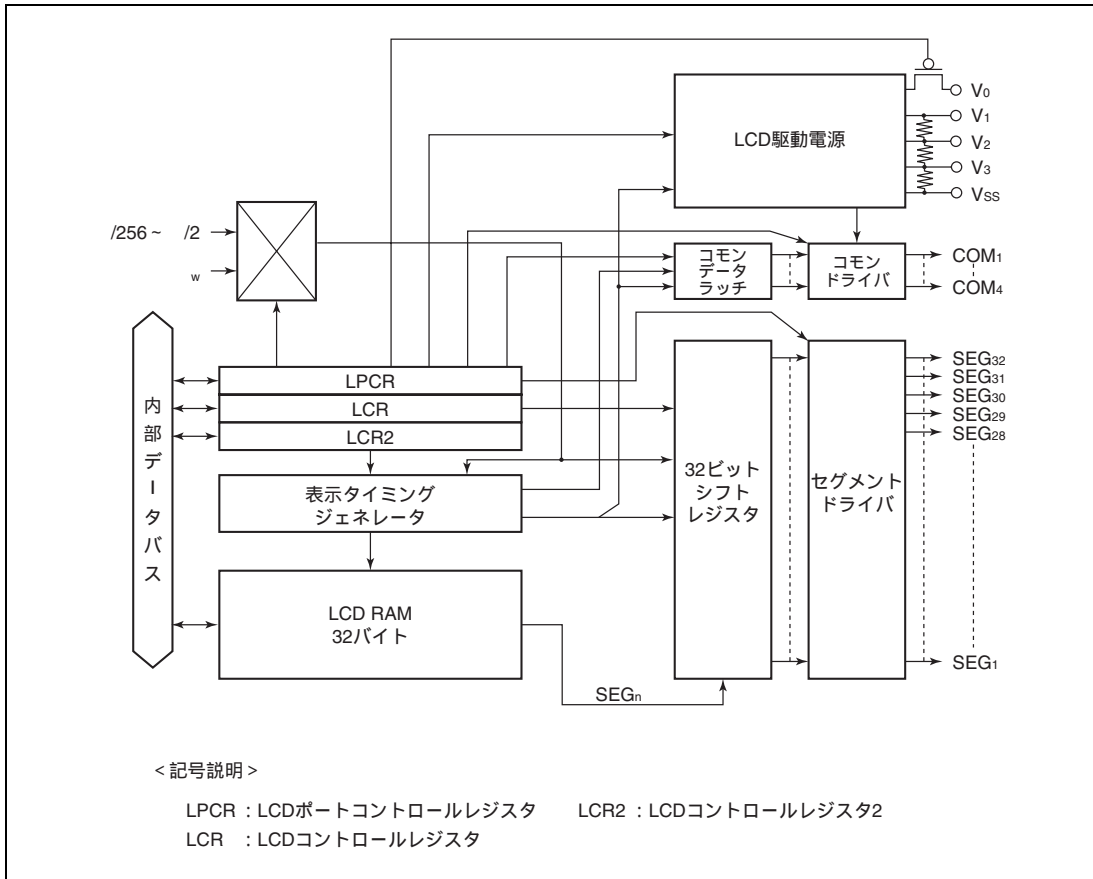 V0
V1
V2
V3
VSS
LCD駆動電源
/256～ /2
w
コモン
データ
ラッチ
コモン
ドライバ
COM1
COM4
内部データバス
LPCR
LCR
LCR2
表示タイミング
ジェネレータ
LCD RAM
32バイト
32ビット
シフト
レジスタ
セグメント
ドライバ
SEG32
SEG31
SEG30
SEG29
SEG28
SEG1
SEGn
<記号説明>
LPCR :LCDポートコントロールレジスタ LCR2 :LCDコントロールレジスタ2
LCR :LCDコントロールレジスタ